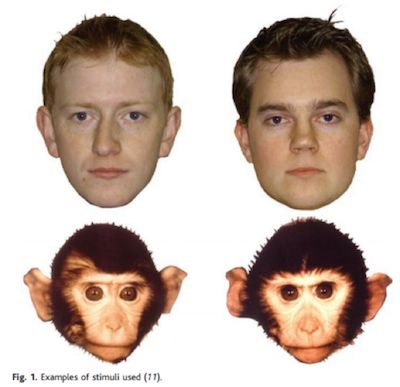 Fig. 1. Examples of stimuli used (11).